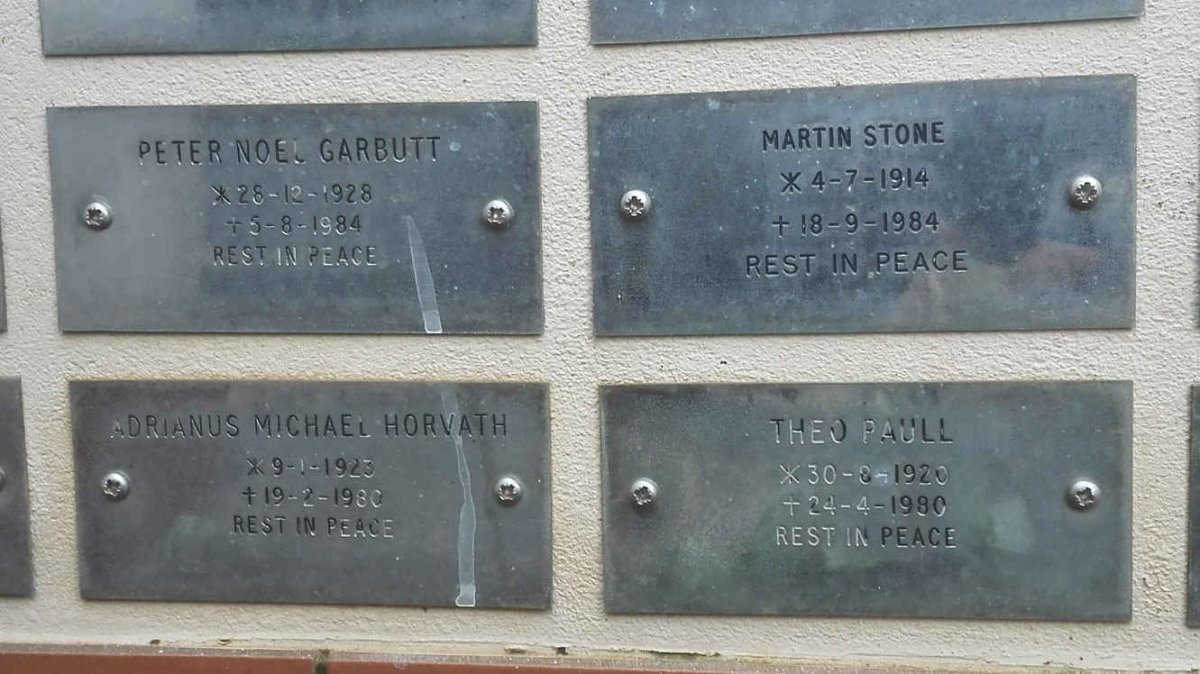 PETER NOEL GARBUTT
* 28-12-1928
† 5-8-1984
REST IN PEACE
MARTIN STONE
* 4-7-1914
† 18-9-1984
REST IN PEACE
ADRIANUS MICHAEL HORVATH
* 9-1-1923
† 19-2-1980
REST IN PEACE
THEO PAULL
* 30-8-1920
† 24-4-1980
REST IN PEACE